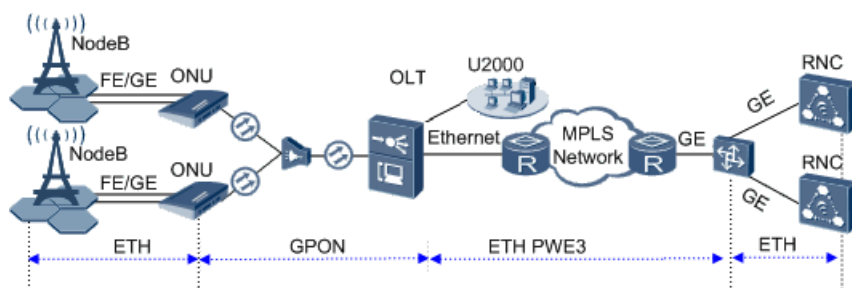 NodeB
FE/GE
ONU
OLT
U2000
RNC
GE
Ethernet
MPLS
Network
R
R
GE
NodeB
FE/GE
ONU
GE
RNC
ETH
GPON
ETH PWE3
ETH